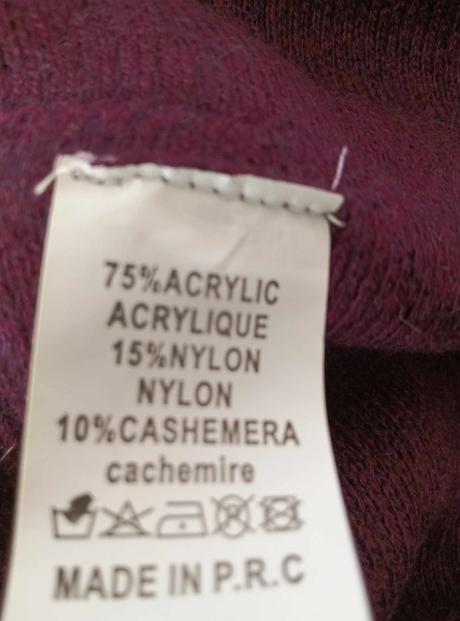 75%ACRYLIC
ACRYLIQUE
15%NYLON
NYLON
10%CASHEMERA
cachemire
MADE IN P.R.C